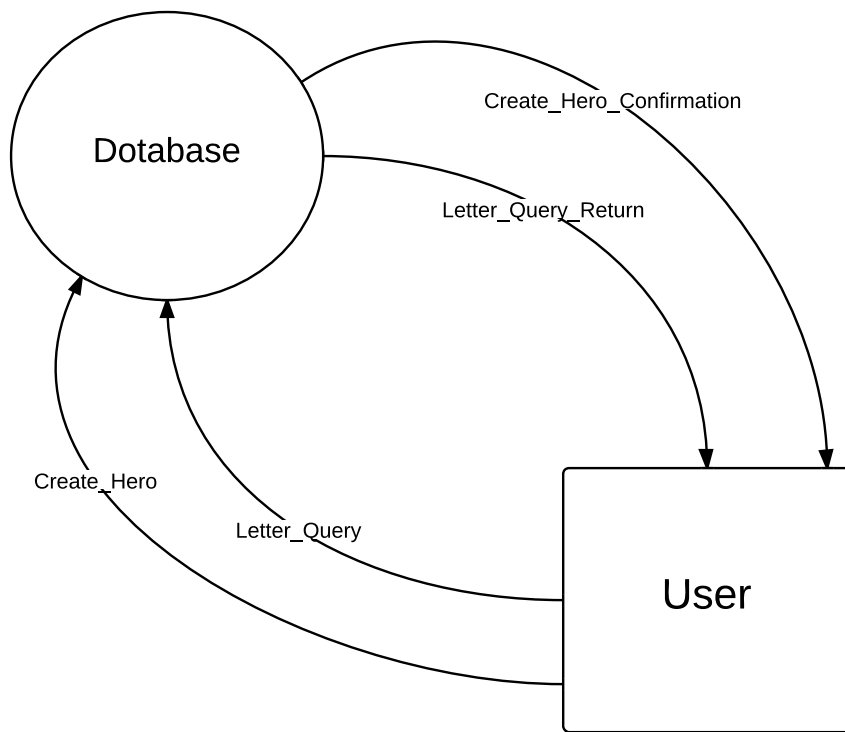 Create_Hero_Confirmation
Dotabase
Letter_Query_Return
Create_Hero
Letter_Query
User